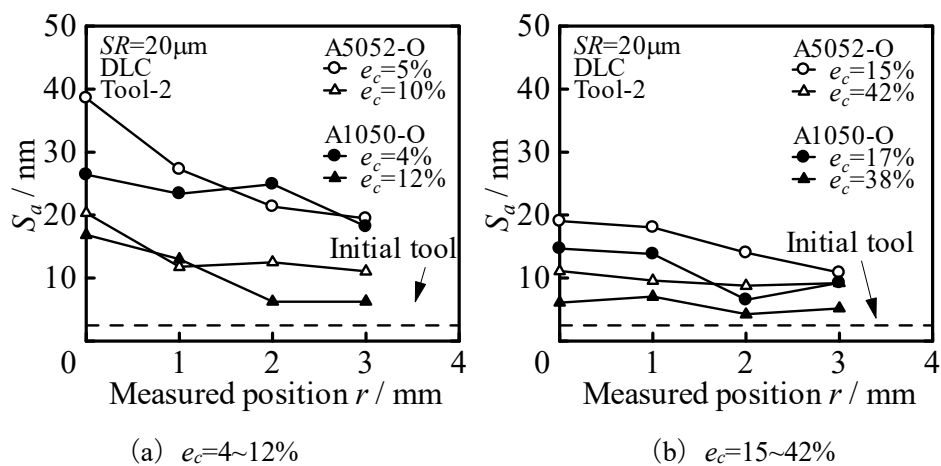 50
40
30
20
10
0
S_a / nm
SR=20μm
DLC
Tool-2
A5052-O
e_c=5%
e_c=10%
A1050-O
e_c=4%
e_c=12%
Initial tool
1 2 3 4
Measured position r / mm
(a) e_c=4~12%
50
40
30
20
10
0
S_a / nm
SR=20μm
DLC
Tool-2
A5052-O
e_c=15%
e_c=42%
A1050-O
e_c=17%
e_c=38%
Initial tool
1 2 3 4
Measured position r / mm
(b) e_c=15~42%